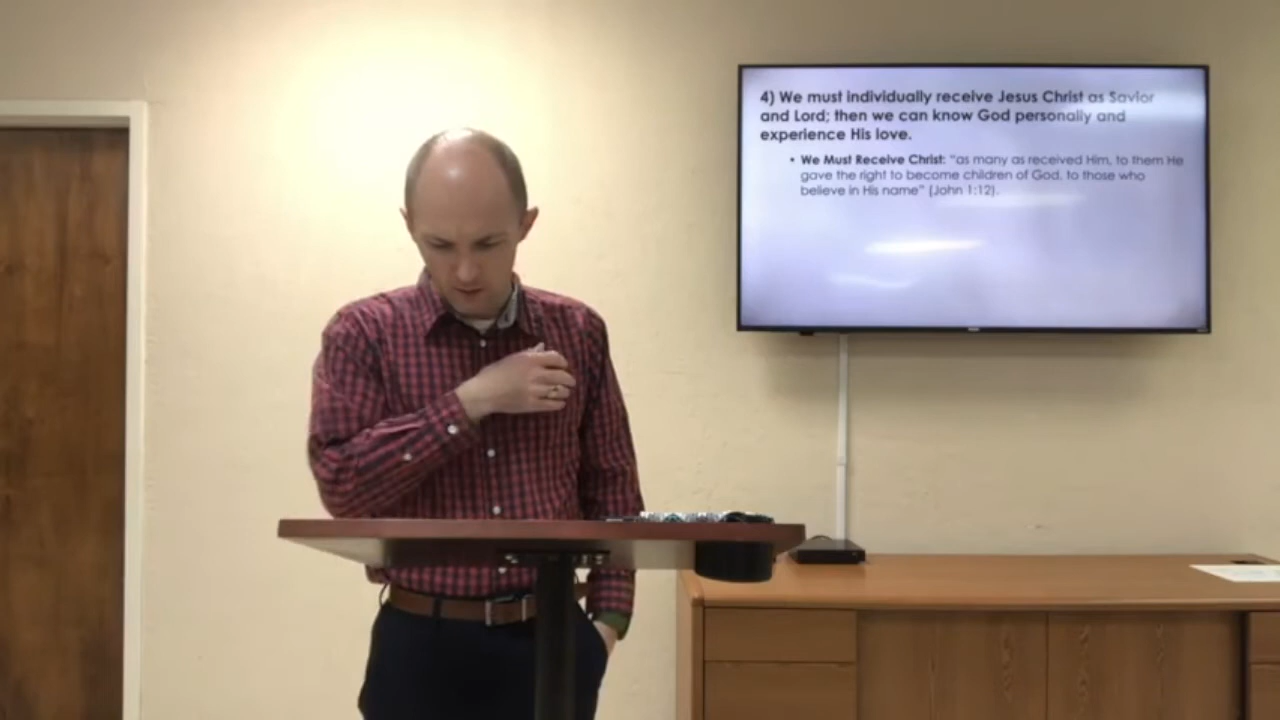 4) We must individually receive Jesus Christ as Savior
and Lord; then we can know God personally and
experience His love.
• We Must Receive Christ: “as many as received Him, to them He
gave the right to become children of God, to those who
believe in His name” (John 1:12).